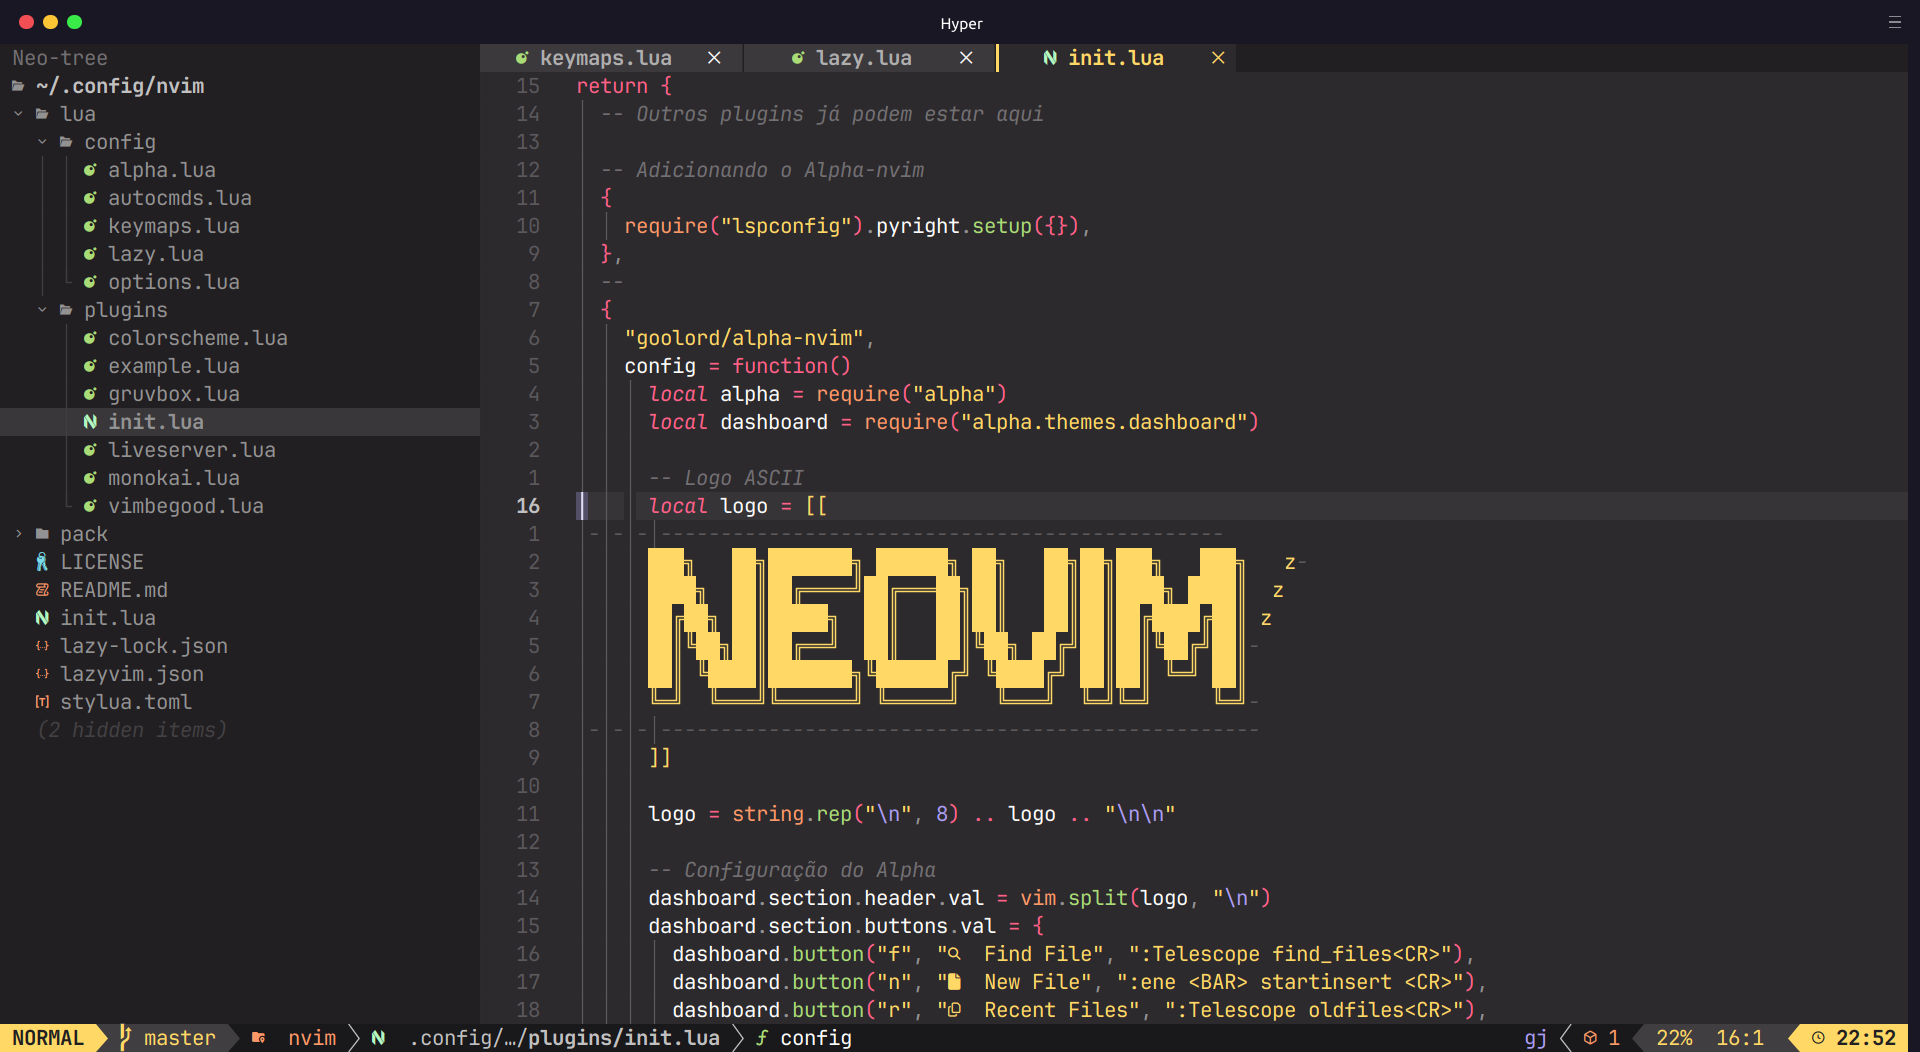 Hyper
Neo-tree
~/.config/nvim
lua
config
alpha.lua
autocmds.lua
keymaps.lua
lazy.lua
options.lua
plugins
colorscheme.lua
example.lua
gruvbox.lua
init.lua
liveserver.lua
monokai.lua
vimbegood.lua
pack
LICENSE
README.md
init.lua
lazy-lock.json
lazyvim.json
stylua.toml
(2 hidden items)
keymaps.lua
lazy.lua
init.lua
15 return {
14 -- Outros plugins já podem estar aqui
13
12 -- Adicionando o Alpha-nvim
11 {
10 require("lspconfig").pyright.setup({}),
9 },
8 --
7 {
6 "goolord/alpha-nvim",
5 config = function()
4 local alpha = require("alpha")
3 local dashboard = require("alpha.themes.dashboard")
2
1 -- Logo ASCII
16 local logo = [[
1
2 z
3 z
4 z
5 NEOVIM
6
7
8
9 ]]
10
11 logo = string.rep("\n", 8) .. logo .. "\n\n"
12
13 -- Configuração do Alpha
14 dashboard.section.header.val = vim.split(logo, "\n")
15 dashboard.section.buttons.val = {
16 dashboard.button("f", " Find File", ":Telescope find_files<CR>"),
17 dashboard.button("n", " New File", ":ene <BAR> startinsert <CR>"),
18 dashboard.button("r", " Recent Files", ":Telescope oldfiles<CR>"),
NORMAL master nvim .config/…/plugins/init.lua config gj 1 22% 16:1 22:52